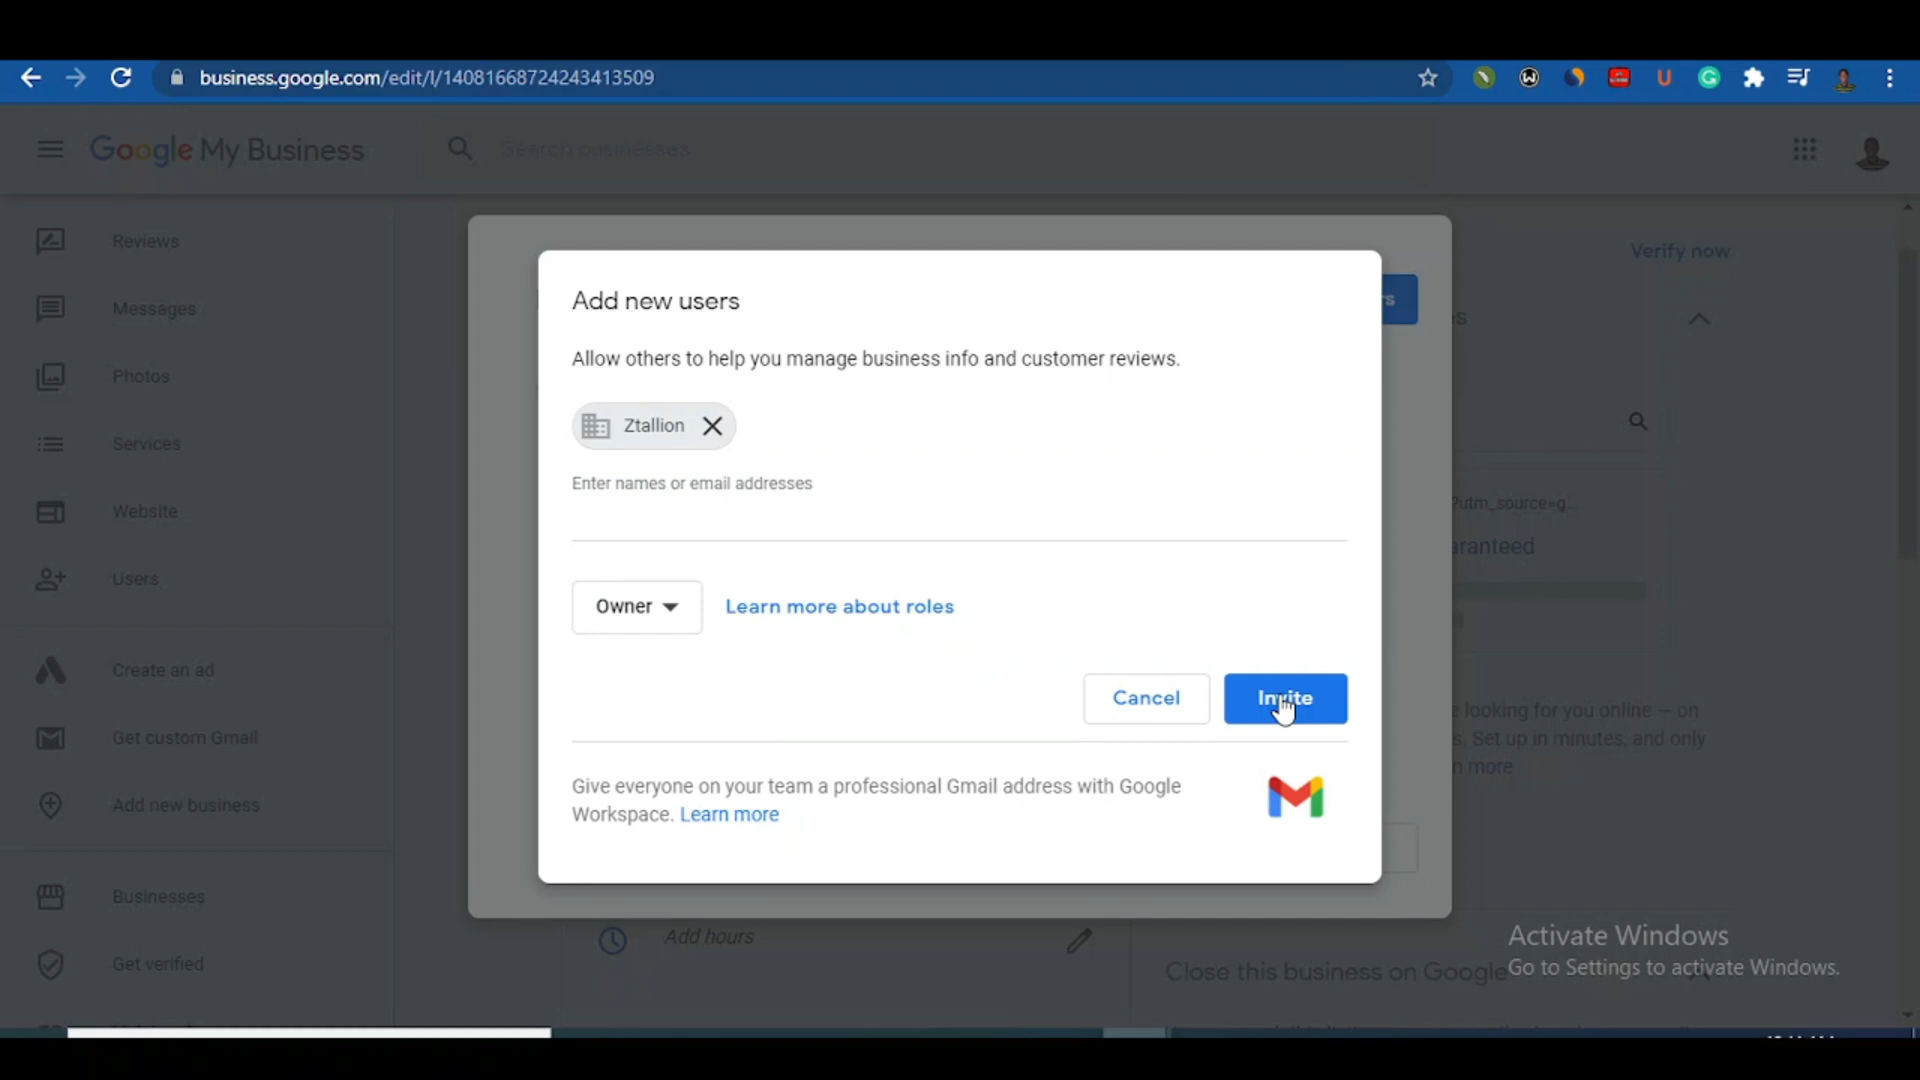 business.google.com/edit/l/14081668724243413509
Google My Business
Search businesses
Reviews
Messages
Photos
Services
Website
Users
Create an ad
Get custom Gmail
Add new business
Businesses
Get verified
Add new users
Allow others to help you manage business info and customer reviews.
Ztallion
Enter names or email addresses
Owner
Learn more about roles
Cancel
Invite
Give everyone on your team a professional Gmail address with Google
Workspace. Learn more
Add hours
Verify now
?utm_source=g...
aranteed
looking for you online – on
s. Set up in minutes, and only
n more
Close this business on Google
Activate Windows
Go to Settings to activate Windows.